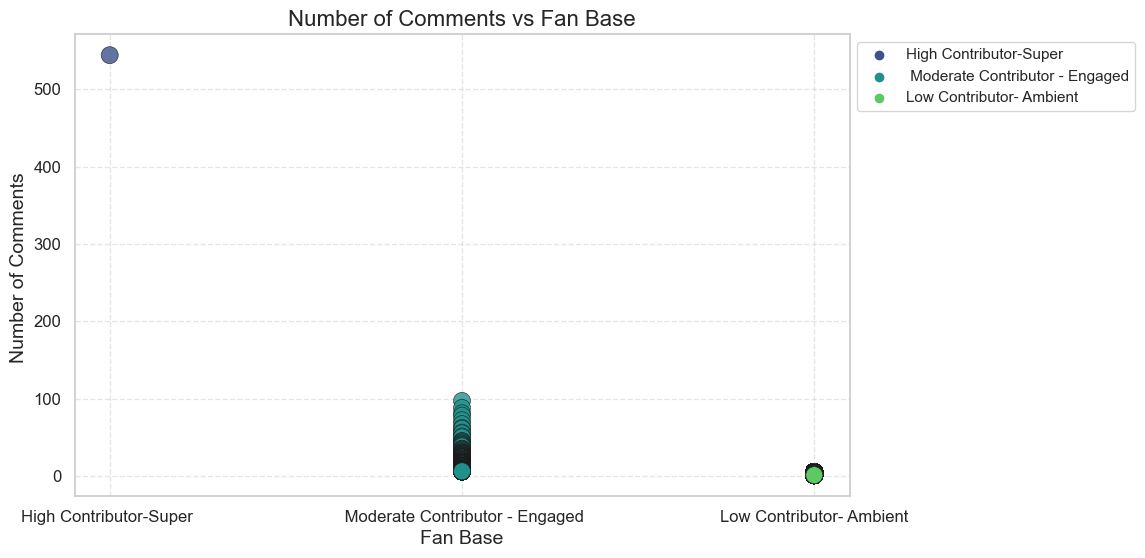 Number of Comments vs Fan Base
High Contributor-Super
Moderate Contributor - Engaged
Low Contributor- Ambient
Number of Comments
500
400
300
200
100
0
High Contributor-Super
Moderate Contributor - Engaged
Low Contributor- Ambient
Fan Base